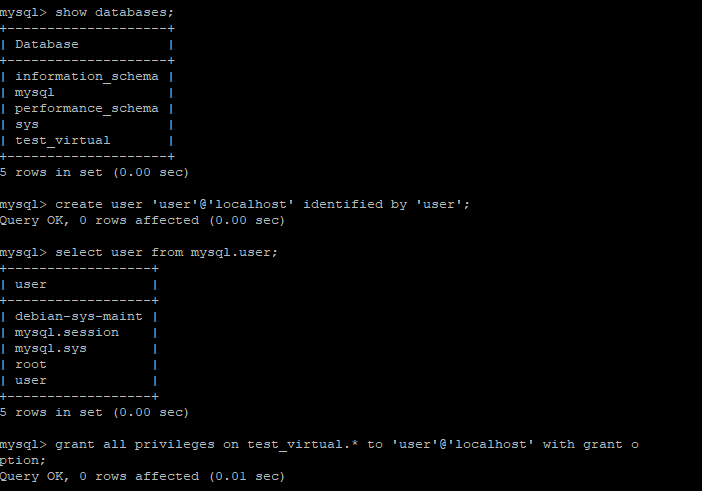 mysql> show databases;
+--------------------+
| Database           |
+--------------------+
| information_schema |
| mysql              |
| performance_schema |
| sys                |
| test_virtual       |
+--------------------+
5 rows in set (0.00 sec)
mysql> create user 'user'@'localhost' identified by 'user';
Query OK, 0 rows affected (0.00 sec)
mysql> select user from mysql.user;
+------------------+
| user             |
+------------------+
| debian-sys-maint |
| mysql.session    |
| mysql.sys        |
| root             |
| user             |
+------------------+
5 rows in set (0.00 sec)
mysql> grant all privileges on test_virtual.* to 'user'@'localhost' with grant o
ption;
Query OK, 0 rows affected (0.01 sec)